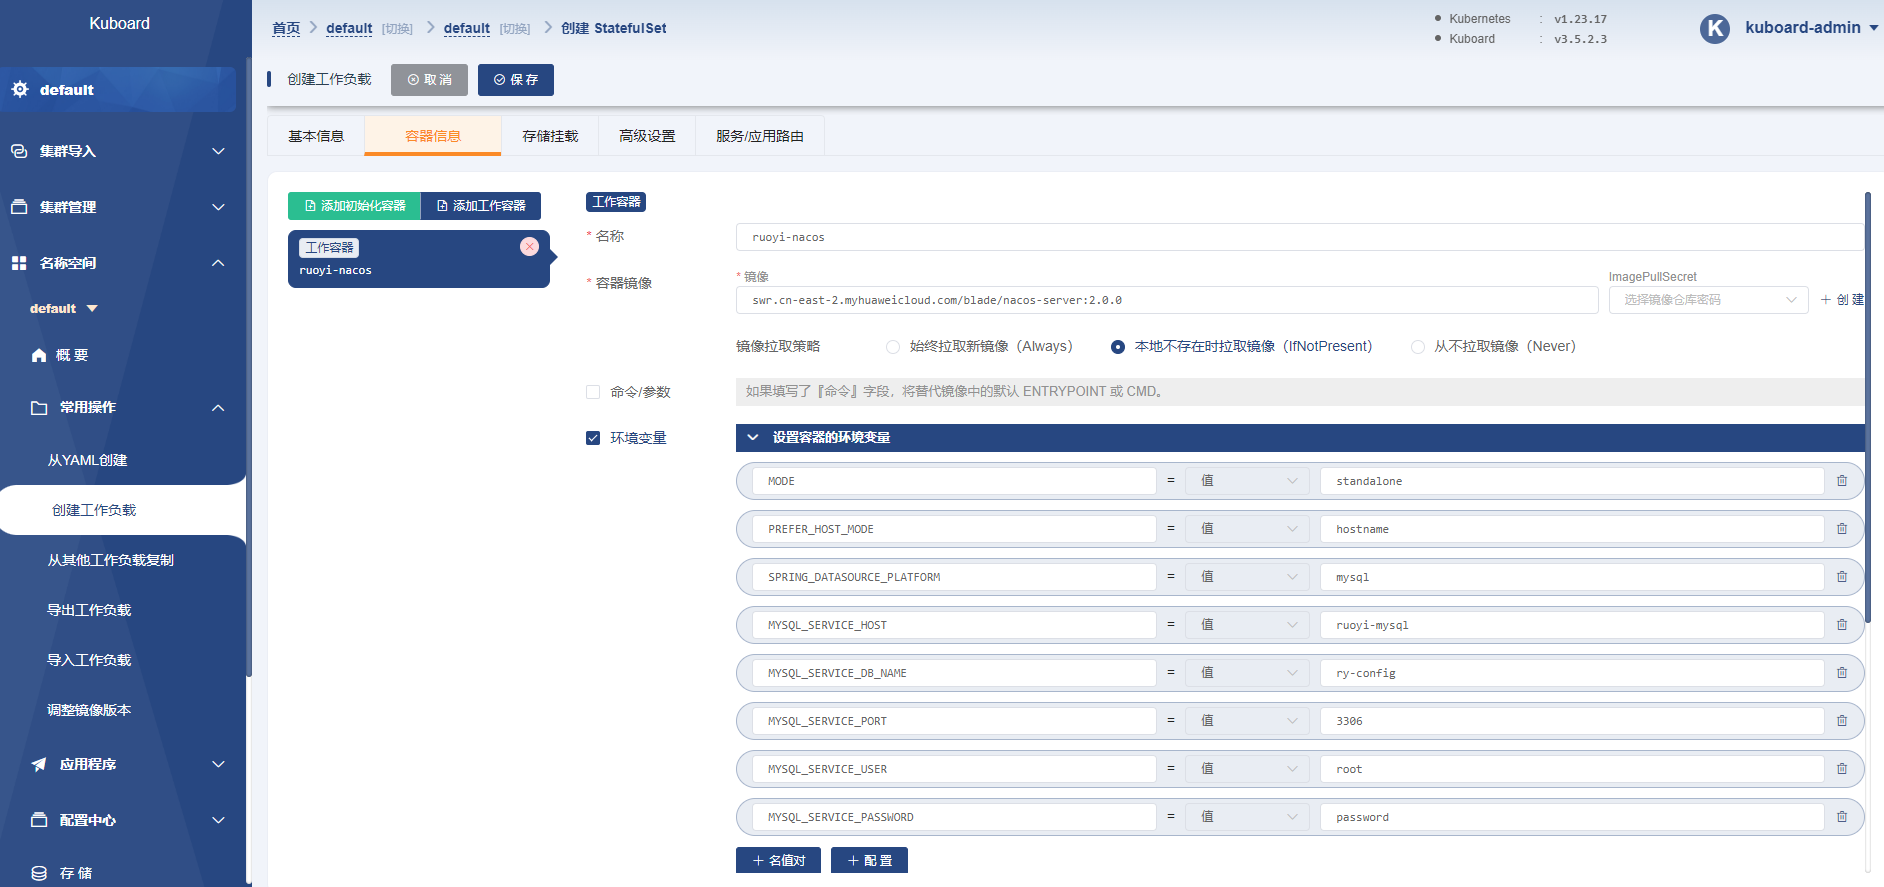 Kuboard
default
集群导入
集群管理
名称空间
default
概 要
常用操作
从YAML创建
创建工作负载
从其他工作负载复制
导出工作负载
导入工作负载
调整镜像版本
应用程序
配置中心
存 储
首页 > default [切换] > default [切换] > 创建 StatefulSet
Kubernetes : v1.23.17
Kuboard : v3.5.2.3
K kuboard-admin
创建工作负载 取 消 保 存
基本信息 容器信息 存储挂载 高级设置 服务/应用路由
添加初始化容器 添加工作容器
工作容器
ruoyi-nacos
工作容器
* 名称 ruoyi-nacos
* 容器镜像
* 镜像 ImagePullSecret
swr.cn-east-2.myhuaweicloud.com/blade/nacos-server:2.0.0 选择镜像仓库密码 + 创 建
镜像拉取策略 始终拉取新镜像（Always） 本地不存在时拉取镜像（IfNotPresent） 从不拉取镜像（Never）
命令/参数 如果填写了『命令』字段，将替代镜像中的默认 ENTRYPOINT 或 CMD。
环境变量 设置容器的环境变量
MODE = 值 standalone
PREFER_HOST_MODE = 值 hostname
SPRING_DATASOURCE_PLATFORM = 值 mysql
MYSQL_SERVICE_HOST = 值 ruoyi-mysql
MYSQL_SERVICE_DB_NAME = 值 ry-config
MYSQL_SERVICE_PORT = 值 3306
MYSQL_SERVICE_USER = 值 root
MYSQL_SERVICE_PASSWORD = 值 password
+ 名值对 + 配 置